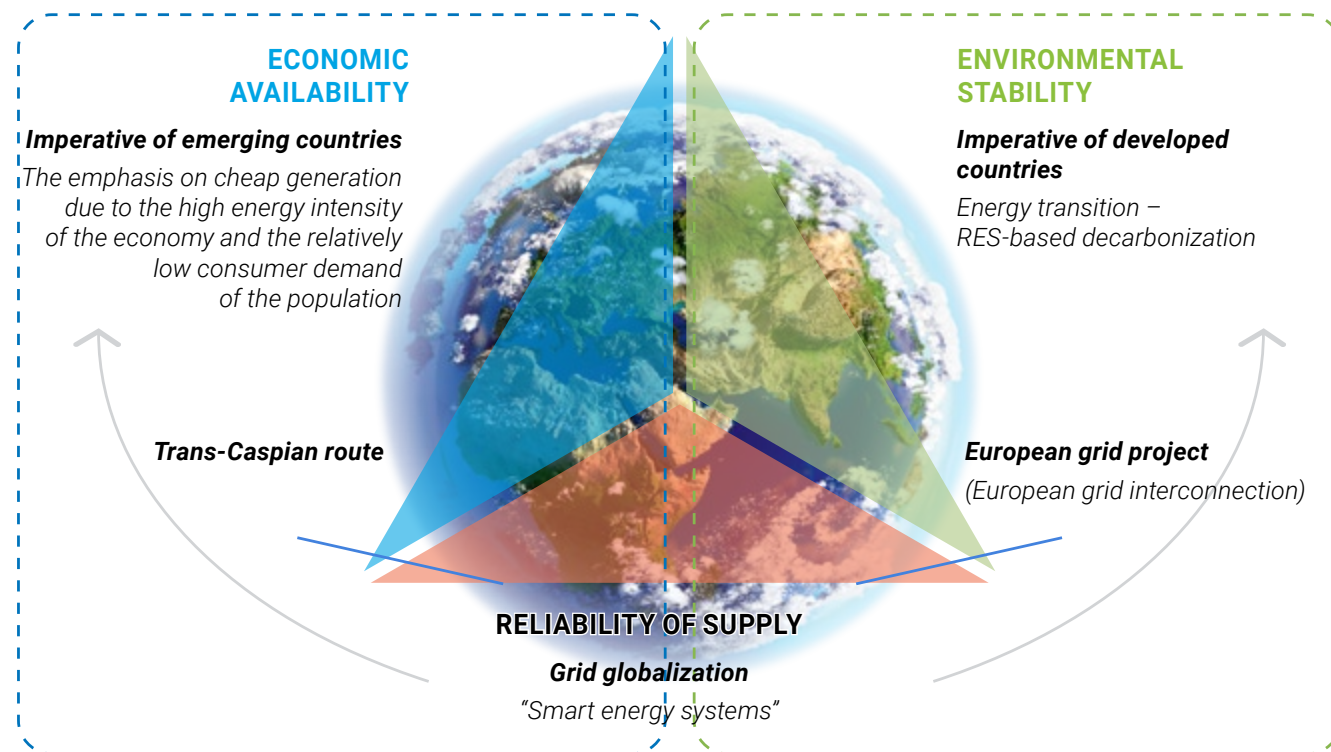 ECONOMIC
AVAILABILITY
Imperative of emerging countries
The emphasis on cheap generation
due to the high energy intensity
of the economy and the relatively
low consumer demand
of the population
ENVIRONMENTAL
STABILITY
Imperative of developed
countries
Energy transition –
RES-based decarbonization
Trans-Caspian route
European grid project
(European grid interconnection)
RELIABILITY OF SUPPLY
Grid globalization
“Smart energy systems”